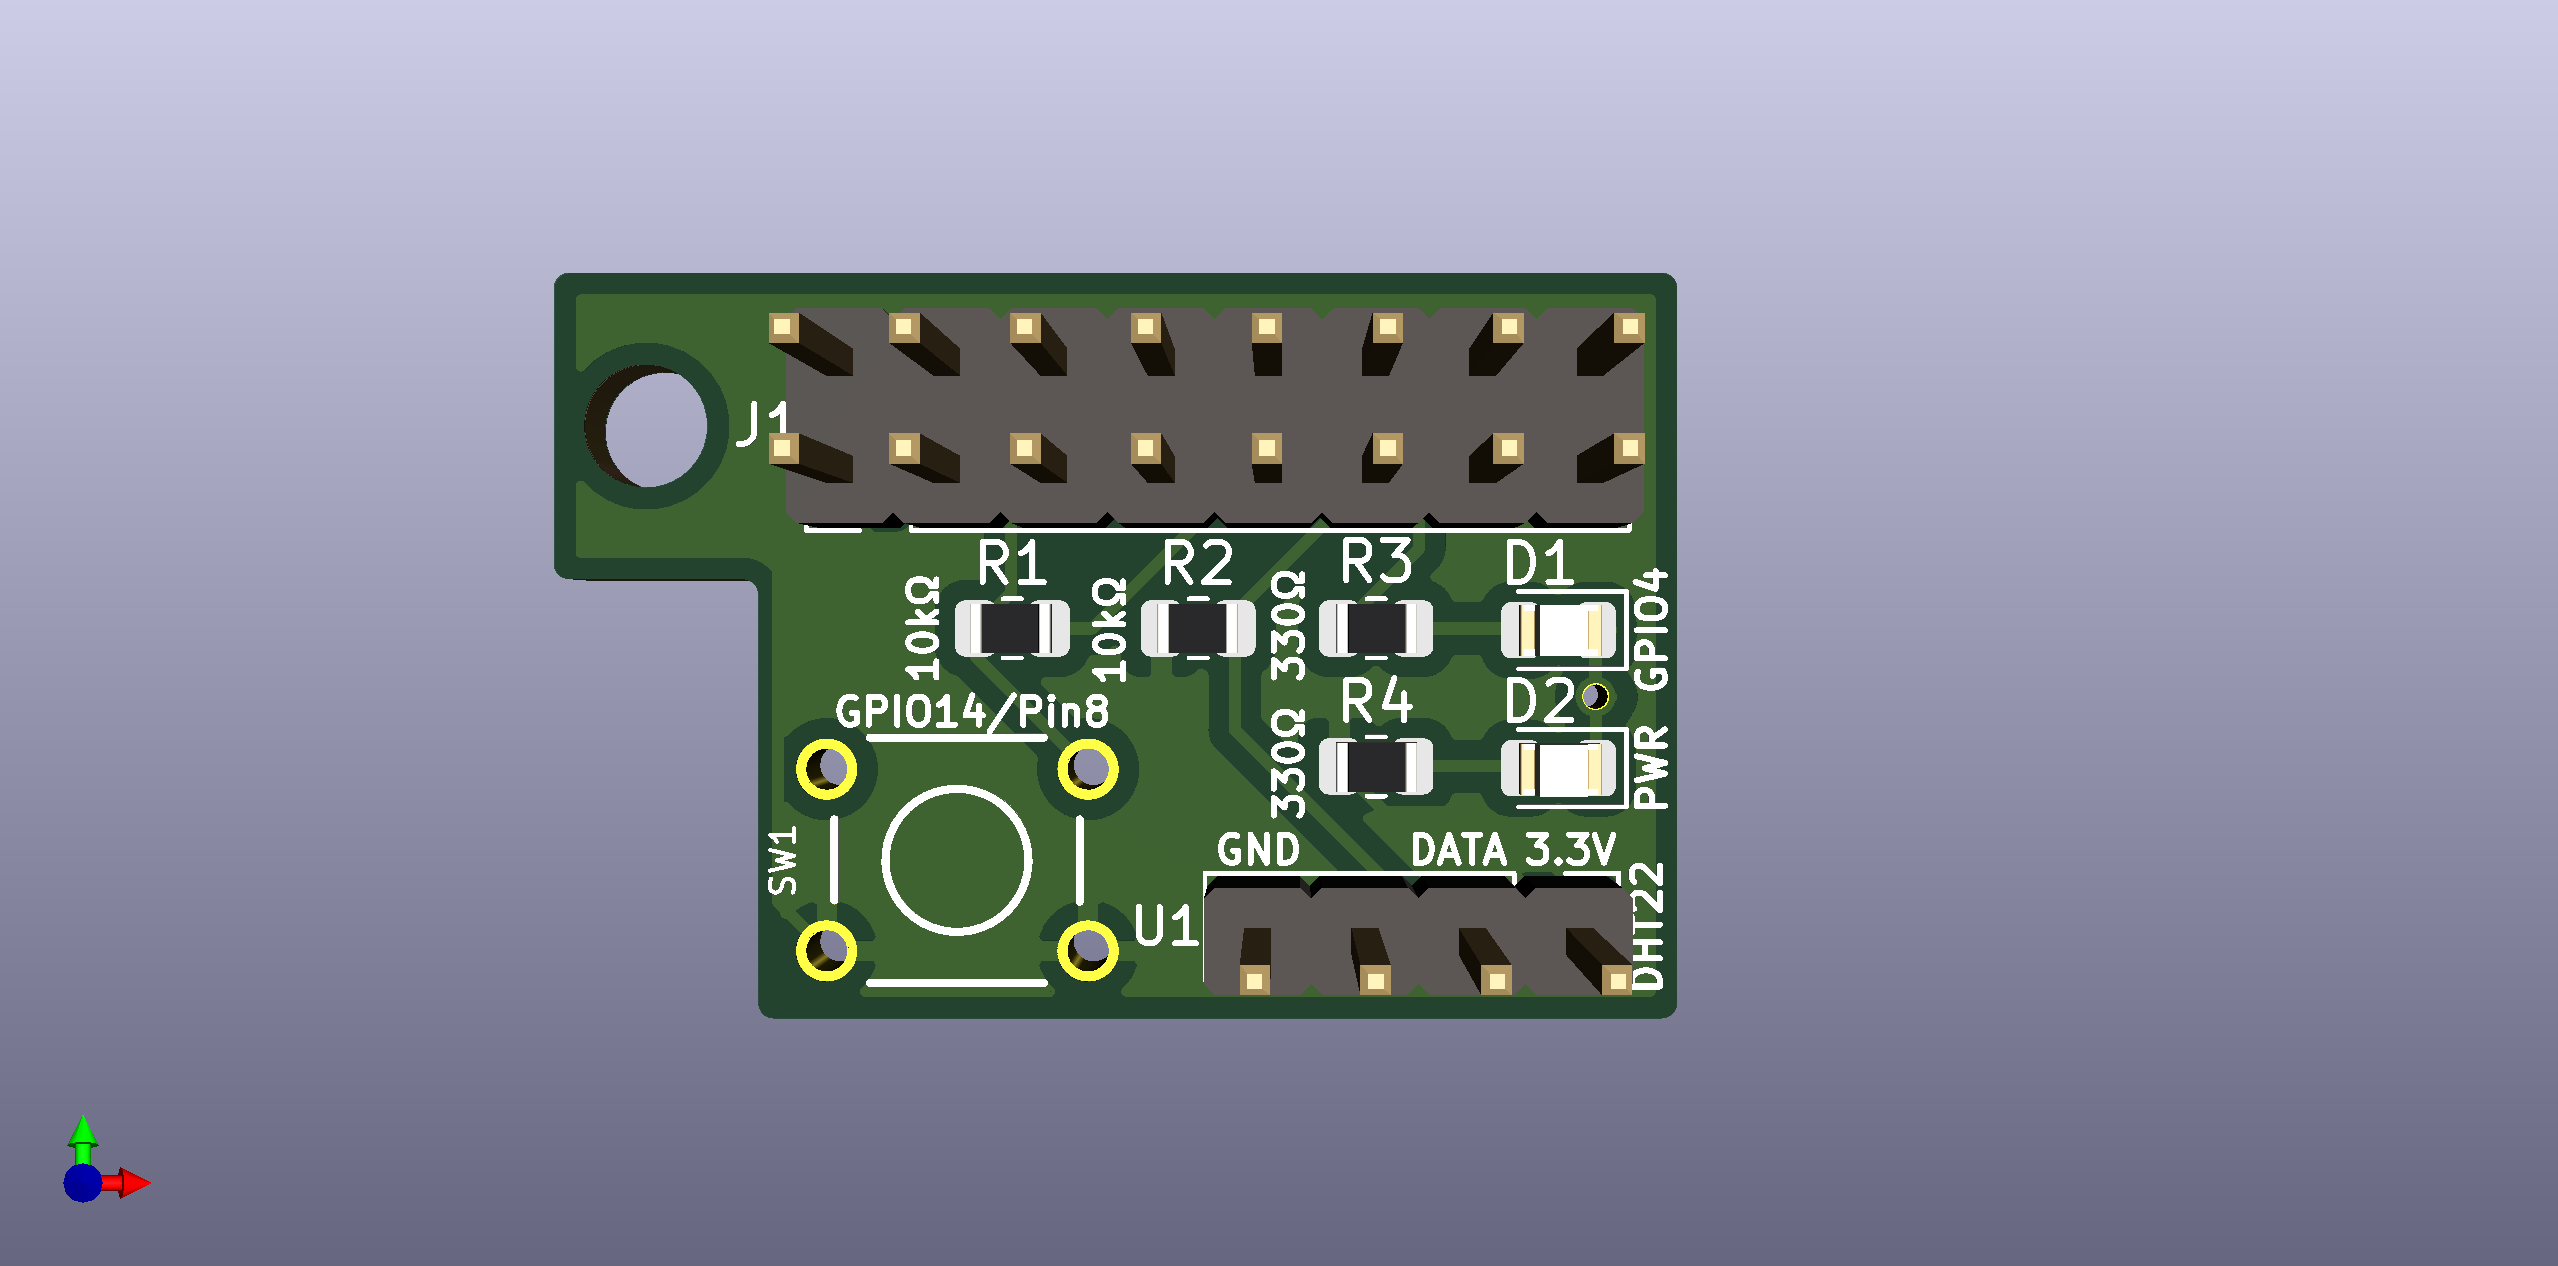 J1
R1
R2
R3
D1
10kΩ
10kΩ
330Ω
GPIO4
R4
D2
GPIO14/Pin8
330Ω
PWR
SW1
GND
DATA
3.3V
U1
DHT22